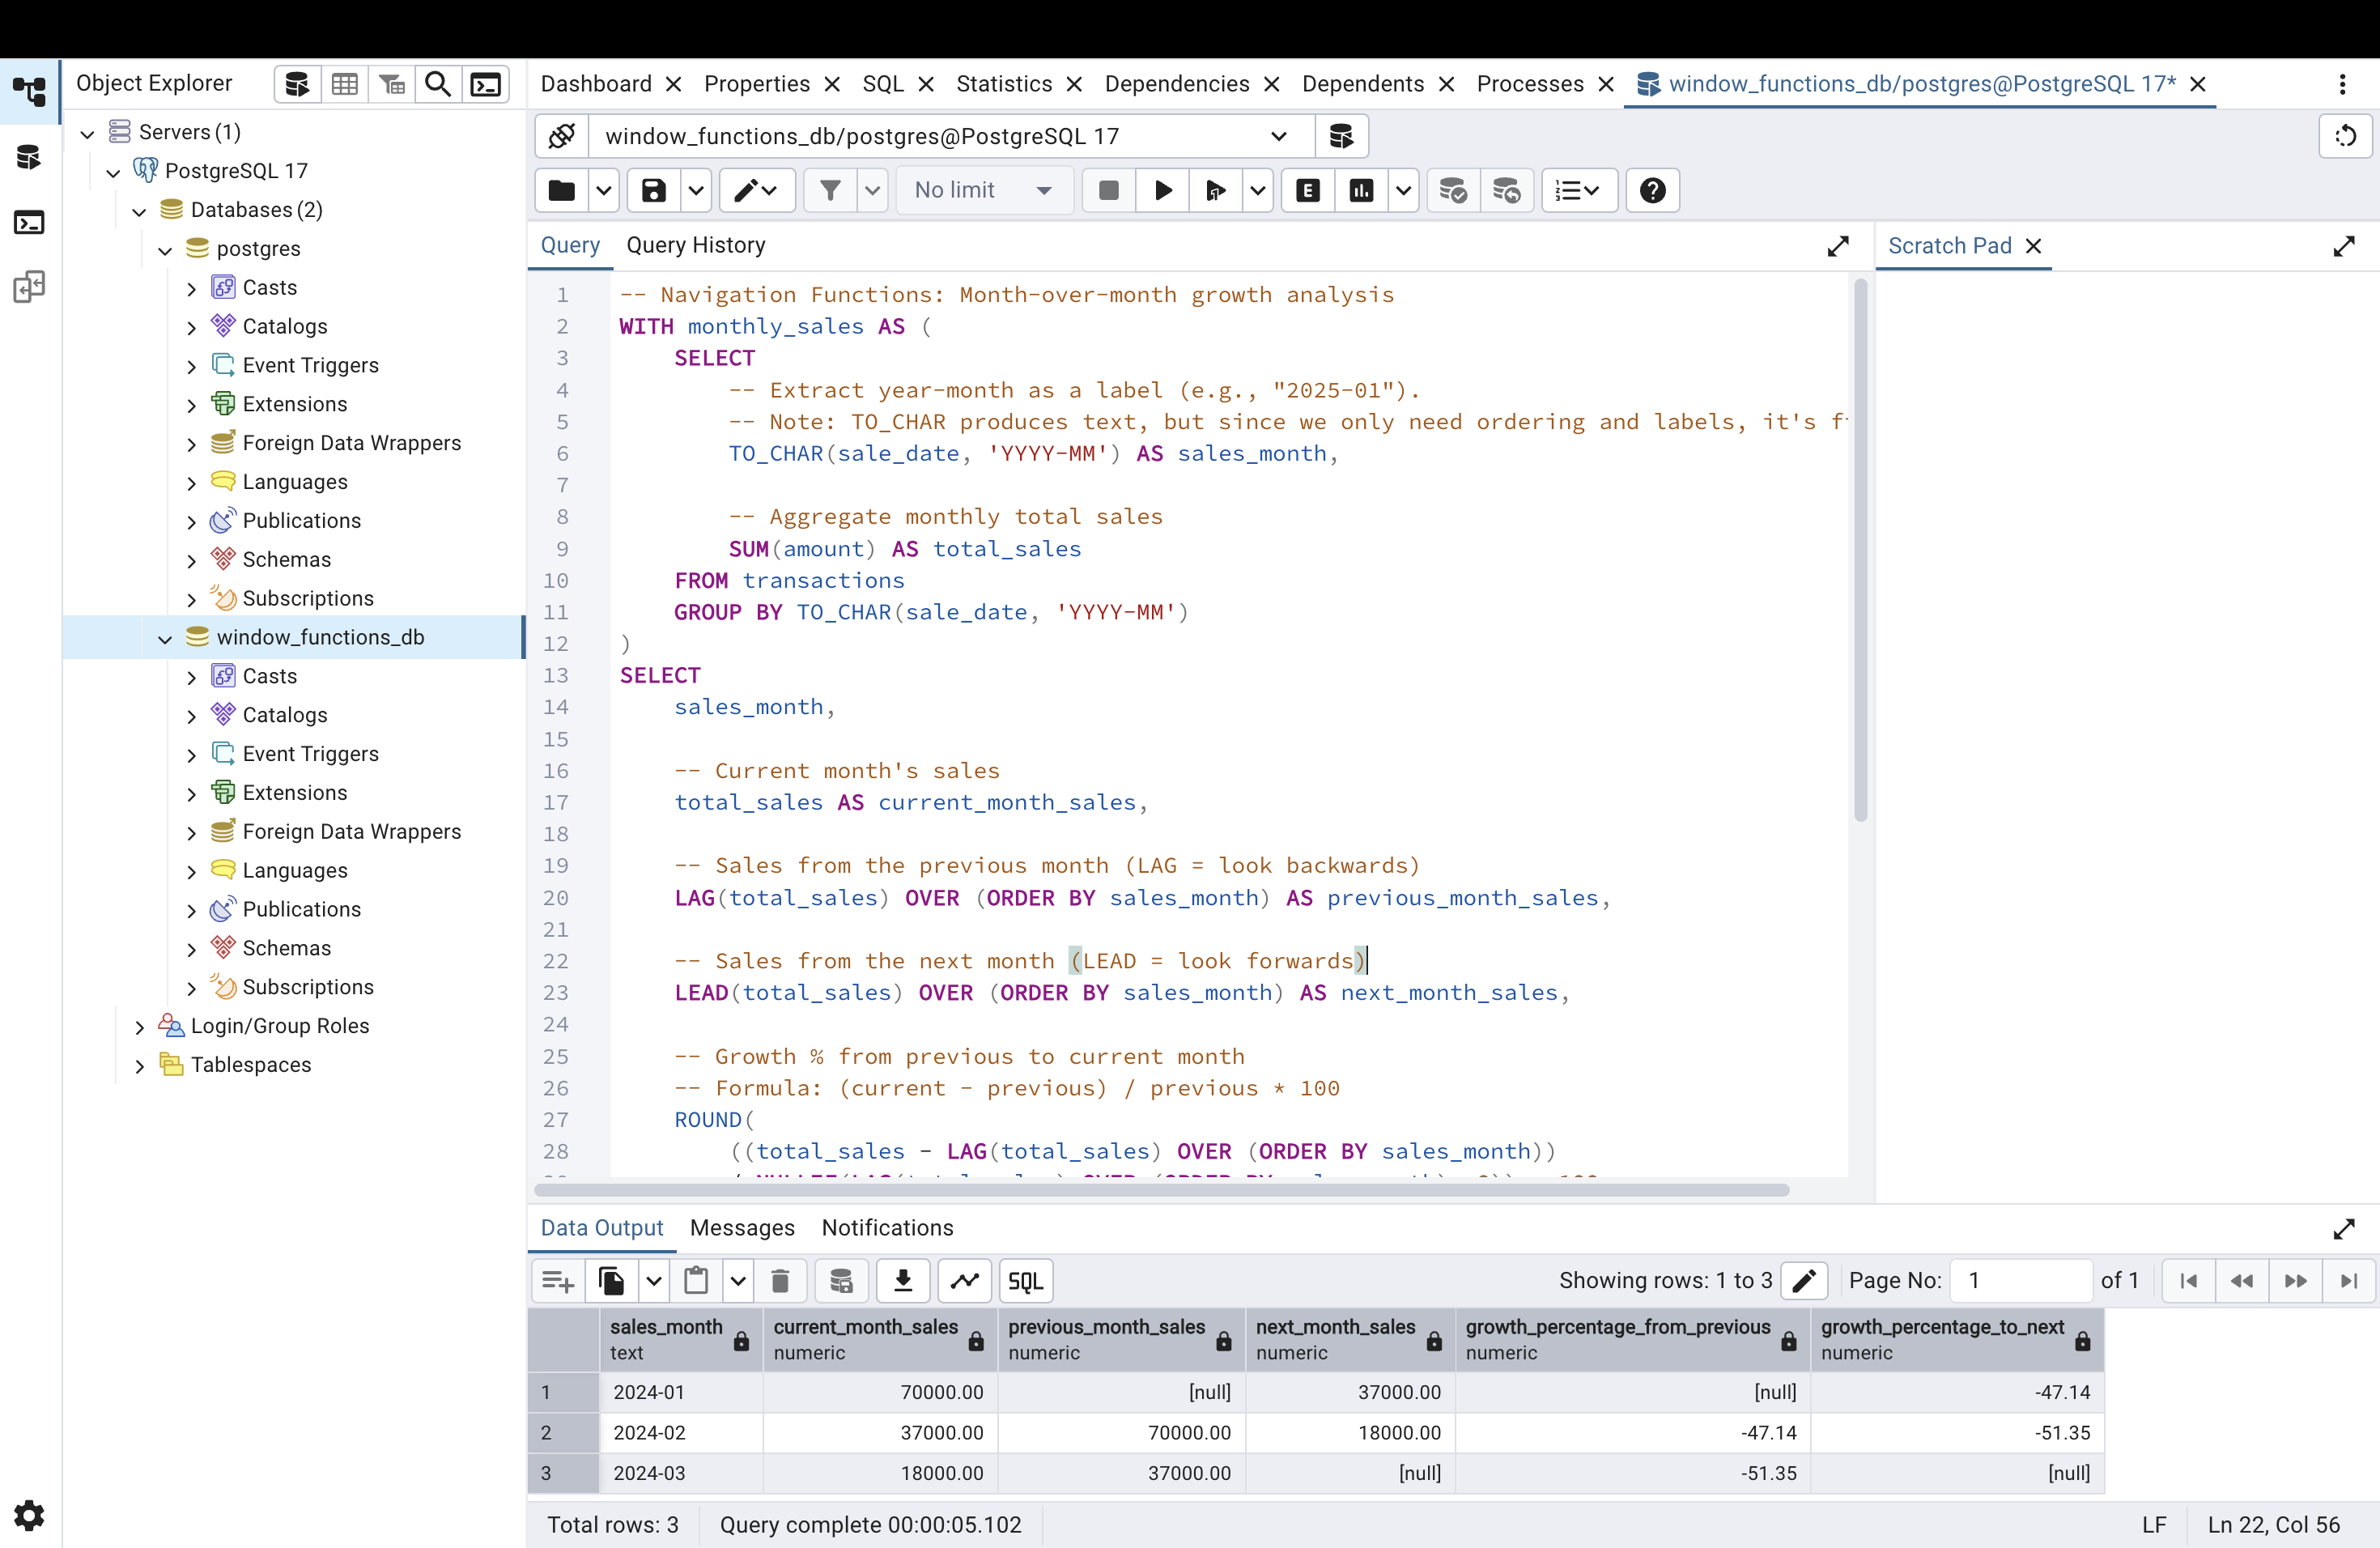 Object Explorer
Dashboard Properties SQL Statistics Dependencies Dependents Processes window_functions_db/postgres@PostgreSQL 17*
Servers (1)
PostgreSQL 17
Databases (2)
postgres
Casts
Catalogs
Event Triggers
Extensions
Foreign Data Wrappers
Languages
Publications
Schemas
Subscriptions
window_functions_db
Casts
Catalogs
Event Triggers
Extensions
Foreign Data Wrappers
Languages
Publications
Schemas
Subscriptions
Login/Group Roles
Tablespaces
window_functions_db/postgres@PostgreSQL 17
No limit
E
Query Query History
Scratch Pad
1 -- Navigation Functions: Month-over-month growth analysis
2 WITH monthly_sales AS (
3 SELECT
4 -- Extract year-month as a label (e.g., "2025-01").
5 -- Note: TO_CHAR produces text, but since we only need ordering and labels, it's
6 TO_CHAR(sale_date, 'YYYY-MM') AS sales_month,
7
8 -- Aggregate monthly total sales
9 SUM(amount) AS total_sales
10 FROM transactions
11 GROUP BY TO_CHAR(sale_date, 'YYYY-MM')
12 )
13 SELECT
14 sales_month,
15
16 -- Current month's sales
17 total_sales AS current_month_sales,
18
19 -- Sales from the previous month (LAG = look backwards)
20 LAG(total_sales) OVER (ORDER BY sales_month) AS previous_month_sales,
21
22 -- Sales from the next month (LEAD = look forwards)
23 LEAD(total_sales) OVER (ORDER BY sales_month) AS next_month_sales,
24
25 -- Growth % from previous to current month
26 -- Formula: (current - previous) / previous * 100
27 ROUND(
28 ((total_sales - LAG(total_sales) OVER (ORDER BY sales_month))
Data Output Messages Notifications
SQL Showing rows: 1 to 3 Page No: 1 of 1
sales_month current_month_sales previous_month_sales next_month_sales growth_percentage_from_previous growth_percentage_to_next
text numeric numeric numeric numeric numeric
1 2024-01 70000.00 [null] 37000.00 [null] -47.14
2 2024-02 37000.00 70000.00 18000.00 -47.14 -51.35
3 2024-03 18000.00 37000.00 [null] -51.35 [null]
Total rows: 3 Query complete 00:00:05.102 LF Ln 22, Col 56